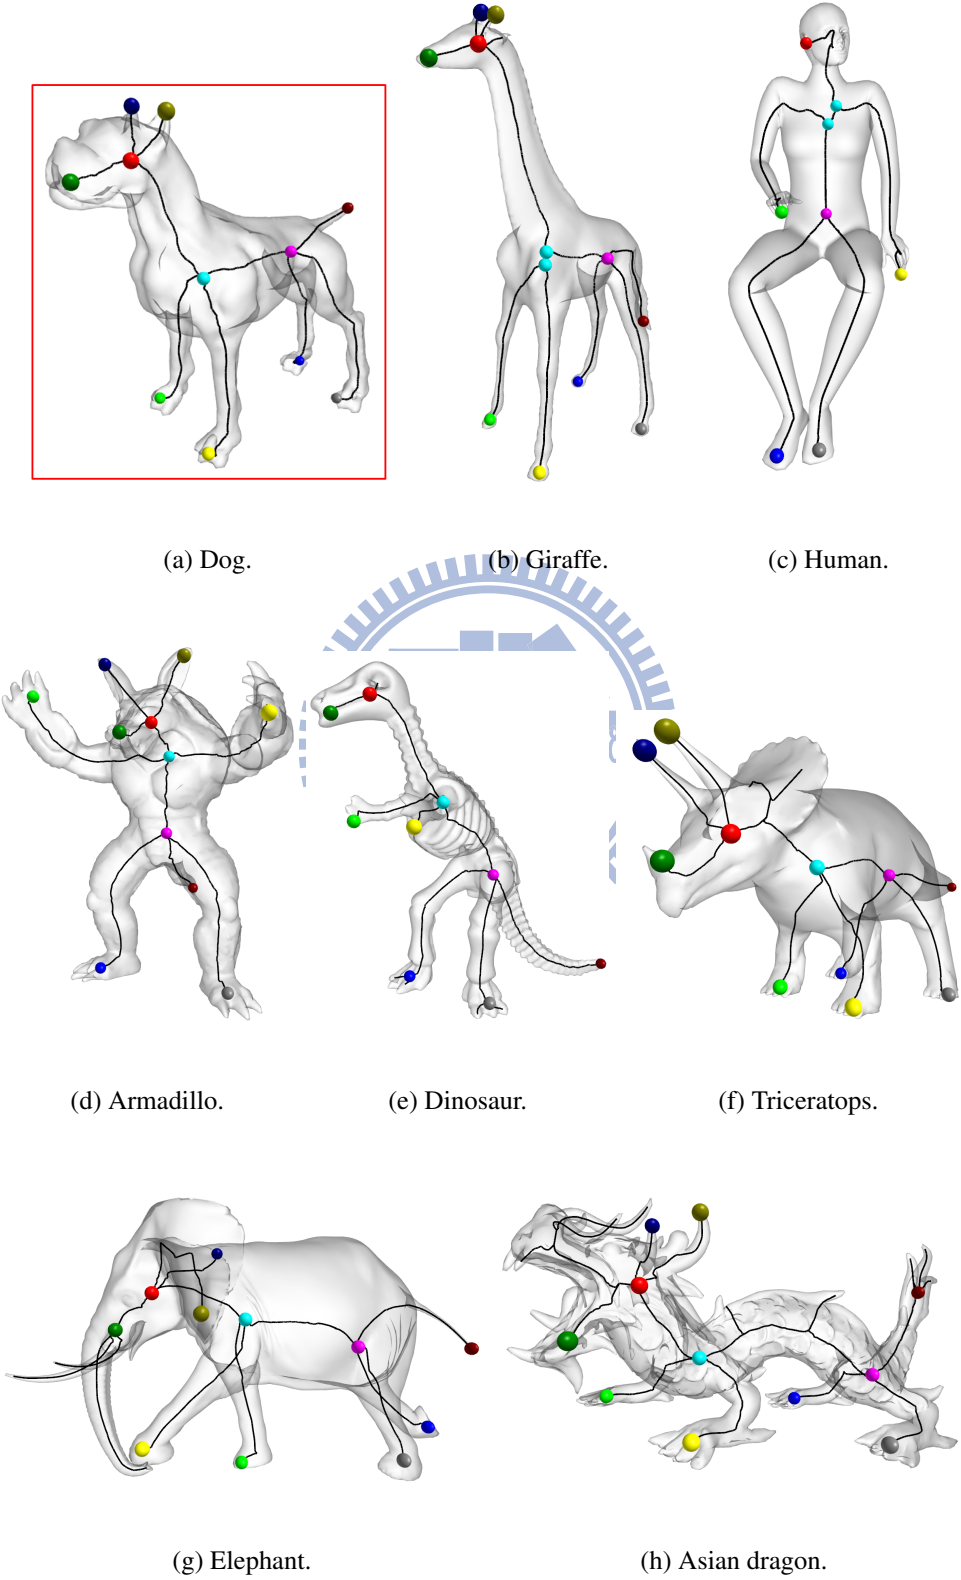 (a) Dog.
(b) Giraffe.
(c) Human.
(d) Armadillo.
(e) Dinosaur.
(f) Triceratops.
(g) Elephant.
(h) Asian dragon.